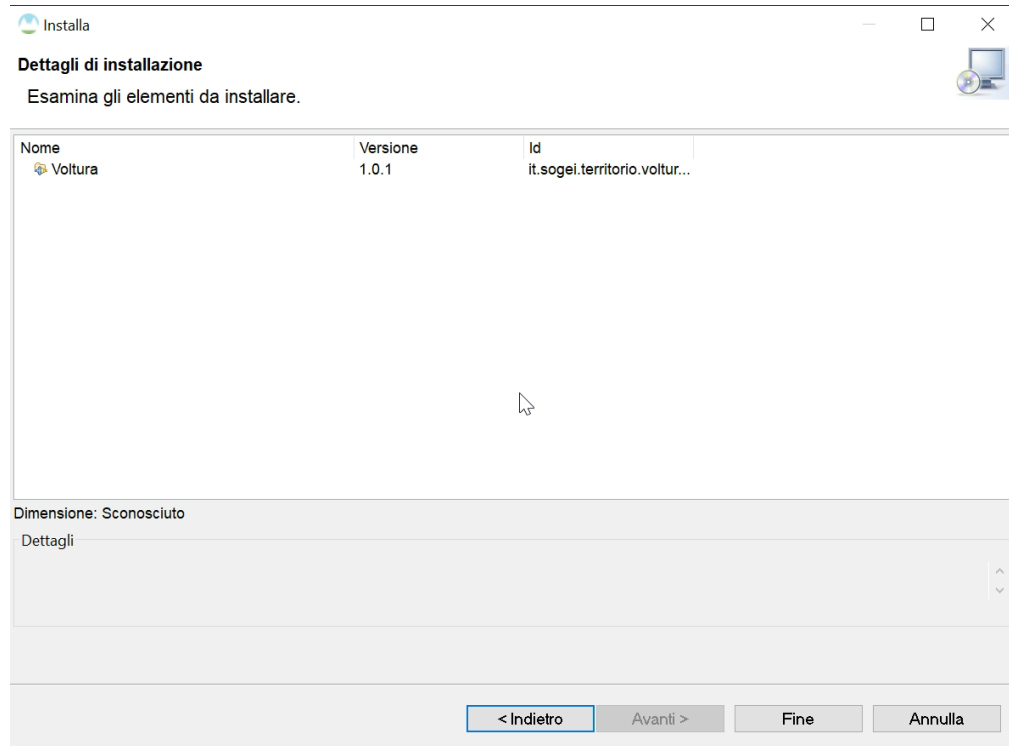 Installa
Dettagli di installazione
Esamina gli elementi da installare.
Nome Versione Id
Voltura 1.0.1 it.sogei.territorio.voltur...
Dimensione: Sconosciuto
Dettagli
< Indietro Avanti > Fine Annulla